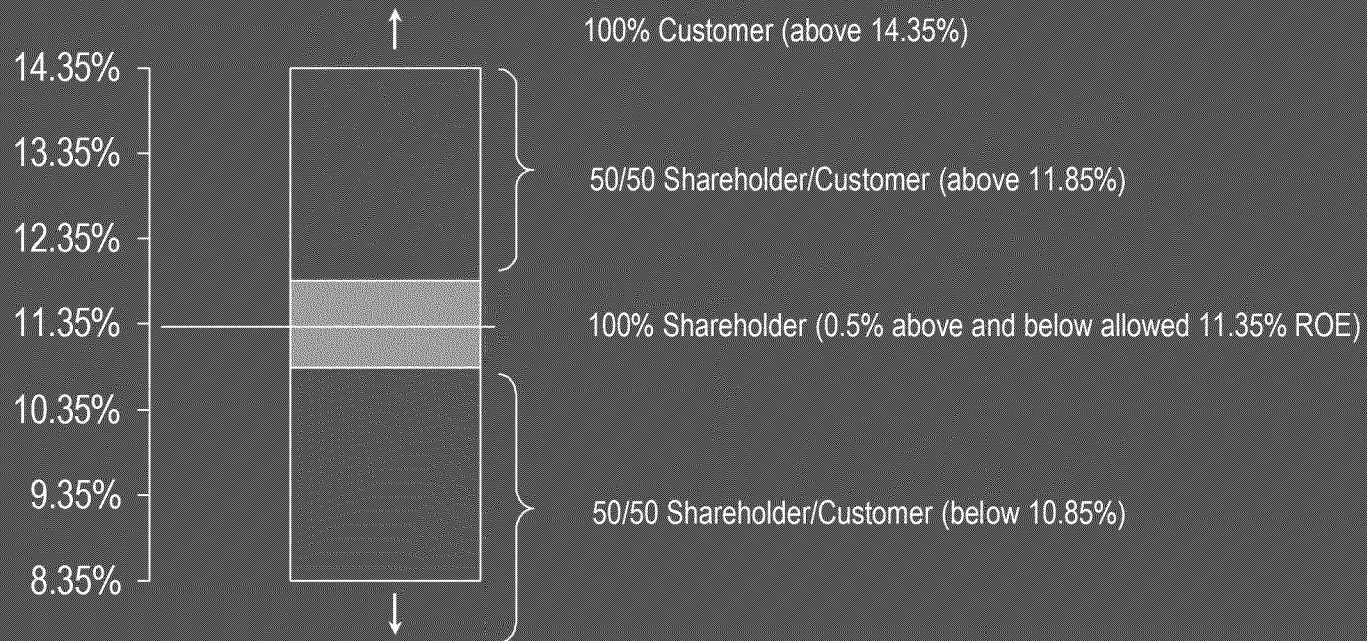 100% Customer (above 14.35%)
14.35%
13.35%
50/50 Shareholder/Customer (above 11.85%)
12.35%
11.35%
100% Shareholder (0.5% above and below allowed 11.35% ROE)
10.35%
9.35%
50/50 Shareholder/Customer (below 10.85%)
8.35%